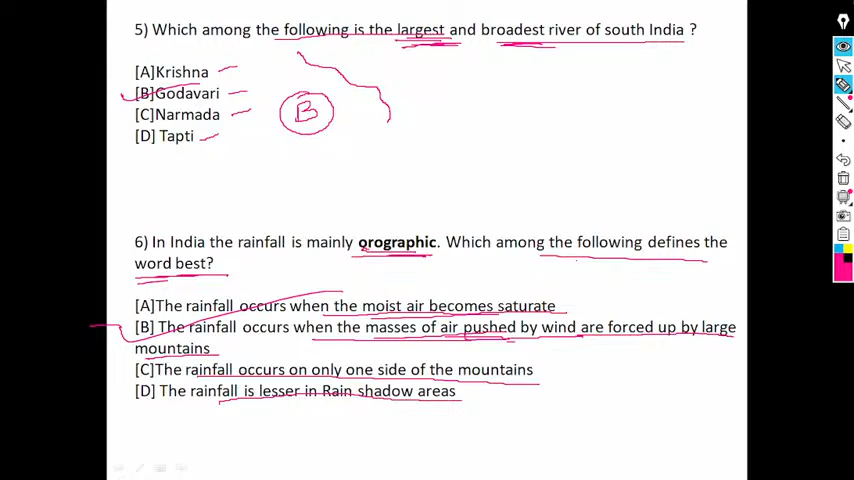 5) Which among the following is the largest and broadest river of south India ?
[A]Krishna
[B]Godavari
[C]Narmada
[D] Tapti
B
6) In India the rainfall is mainly orographic. Which among the following defines the
word best?
[A]The rainfall occurs when the moist air becomes saturate
[B] The rainfall occurs when the masses of air pushed by wind are forced up by large
mountains
[C]The rainfall occurs on only one side of the mountains
[D] The rainfall is lesser in Rain shadow areas